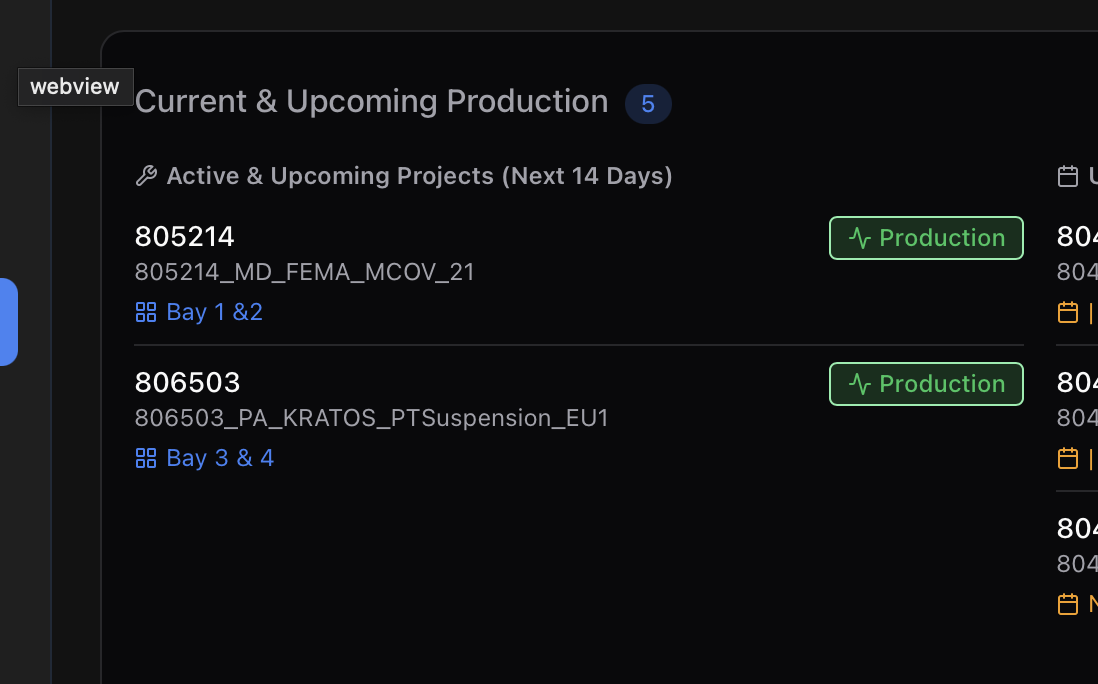 webview
Current & Upcoming Production 5
Active & Upcoming Projects (Next 14 Days)
805214
Production
805214_MD_FEMA_MCOV_21
Bay 1 &2
806503
Production
806503_PA_KRATOS_PTSuspension_EU1
Bay 3 & 4